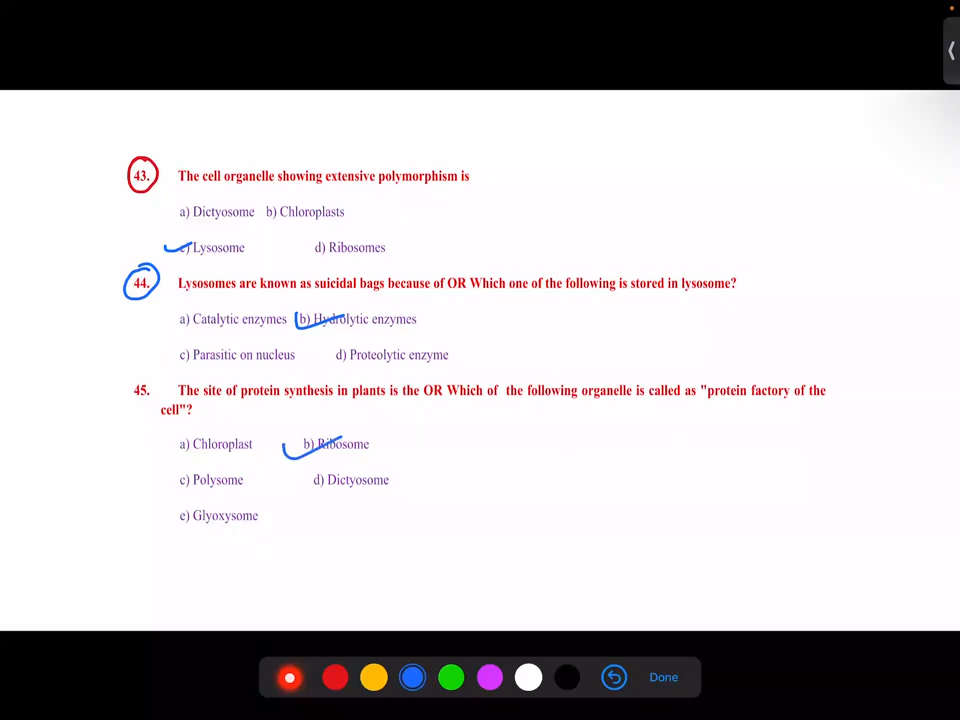 43. The cell organelle showing extensive polymorphism is
a) Dictyosome b) Chloroplasts
c) Lysosome d) Ribosomes
44. Lysosomes are known as suicidal bags because of OR Which one of the following is stored in lysosome?
a) Catalytic enzymes b) Hydrolytic enzymes
c) Parasitic on nucleus d) Proteolytic enzyme
45. The site of protein synthesis in plants is the OR Which of the following organelle is called as "protein factory of the
cell"?
a) Chloroplast b) Ribosome
c) Polysome d) Dictyosome
e) Glyoxysome
Done